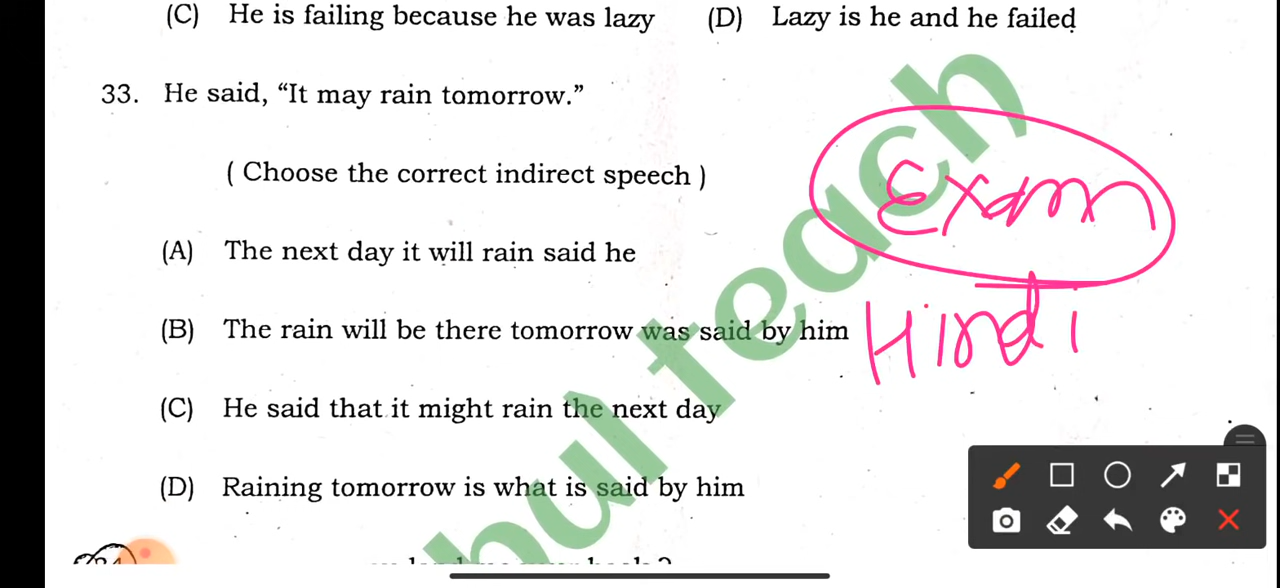 (C) He is failing because he was lazy (D) Lazy is he and he failed
33. He said, “It may rain tomorrow.”
( Choose the correct indirect speech )
Exam
(A) The next day it will rain said he
(B) The rain will be there tomorrow was said by him
Hindi
(C) He said that it might rain the next day
(D) Raining tomorrow is what is said by him
hul teach